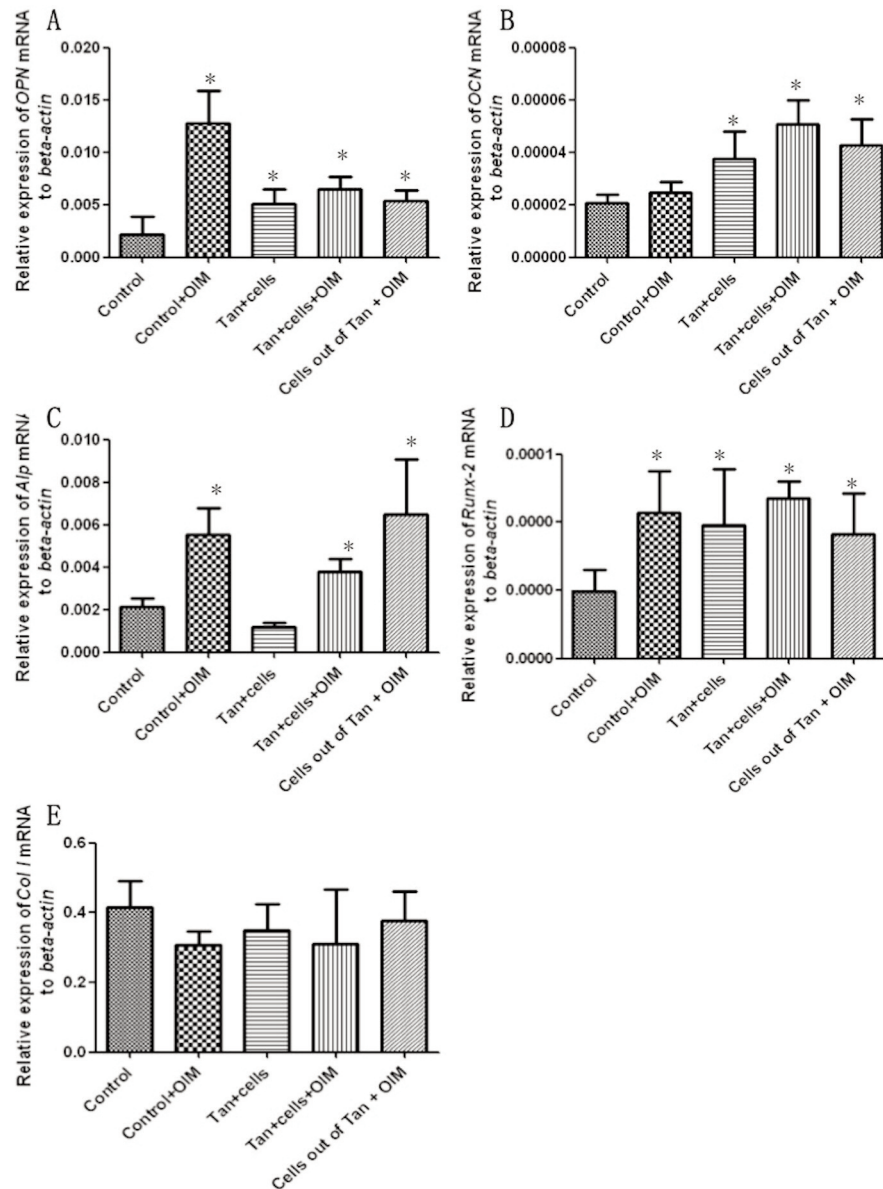 A
Relative expression of OPN mRNA
to beta-actin
0.020
0.015
0.010
0.005
0.000
*
*
*
*
Control
Control+OIM
Tan+cells
Tan+cells+OIM
Cells out of Tan + OIM
B
Relative expression of OCN mRNA
to beta-actin
0.00008
0.00006
0.00004
0.00002
0.00000
*
*
*
Control
Control+OIM
Tan+cells
Tan+cells+OIM
Cells out of Tan + OIM
C
Relative expression of Alp mRNA
to beta-actin
0.010
0.008
0.006
0.004
0.002
0.000
*
*
*
Control
Control+OIM
Tan+cells
Tan+cells+OIM
Cells out of Tan + OIM
D
Relative expression of Runx-2 mRNA
to beta-actin
0.0001
0.0000
0.0000
0.0000
*
*
*
*
Control
Control+OIM
Tan+cells
Tan+cells+OIM
Cells out of Tan + OIM
E
Relative expression of Col I mRNA
to beta-actin
0.6
0.4
0.2
0.0
Control
Control+OIM
Tan+cells
Tan+cells+OIM
Cells out of Tan + OIM